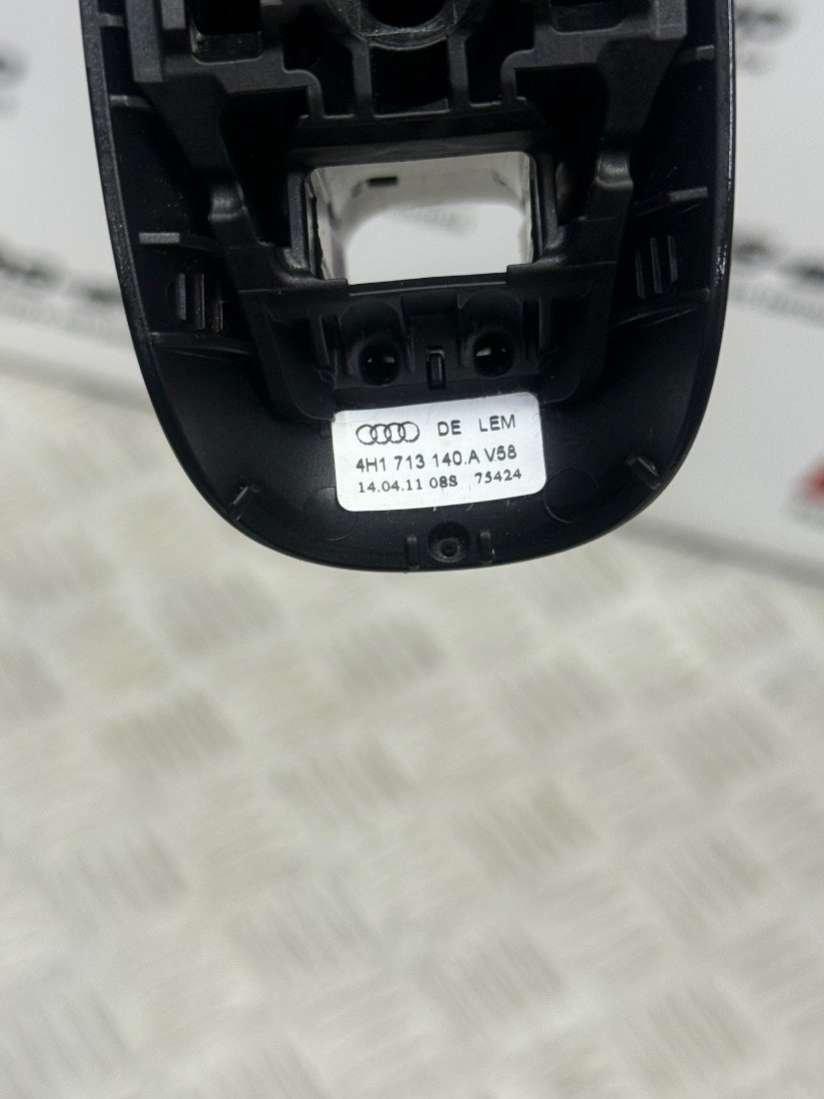 DE LEM
4H1 713 140.A V58
14.04.11 08S 75424